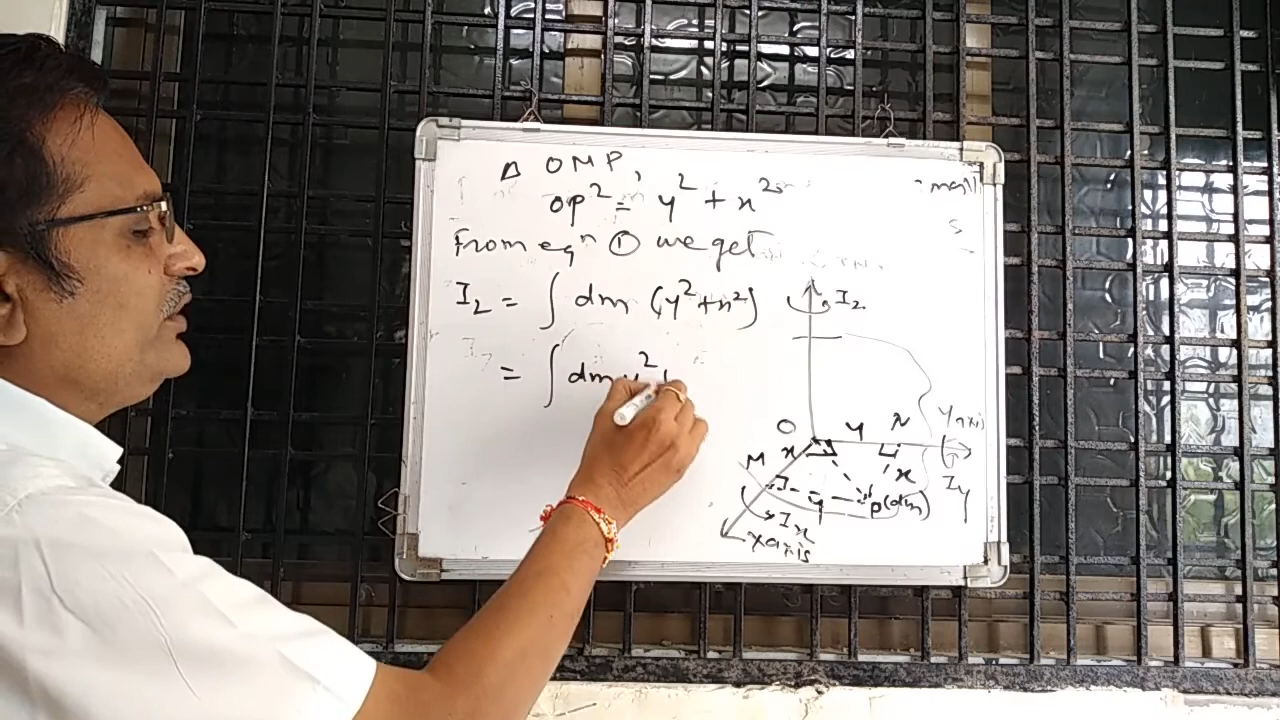 Δ OMP,
OP² = y² + x²
From eqⁿ ① we get
I₂ = ∫ dm (y² + x²)
= ∫ dm y² +
I₂
O
y
N
Y axis
x
M
x
Iy
y
P(dm)
Ix
X axis